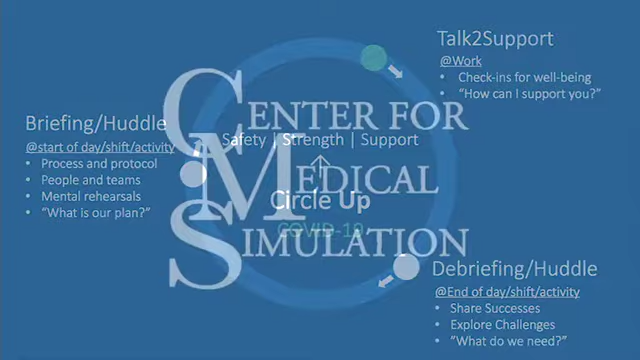 Talk2Support
@Work
• Check-ins for well-being
• “How can I support you?”
Briefing/Huddle
@start of day/shift/activity
• Process and protocol
• People and teams
• Mental rehearsals
• “What is our plan?”
CENTER FOR
MEDICAL
SIMULATION
Safety | Strength | Support
Circle Up
COVID-19
Debriefing/Huddle
@End of day/shift/activity
• Share Successes
• Explore Challenges
• “What do we need?”